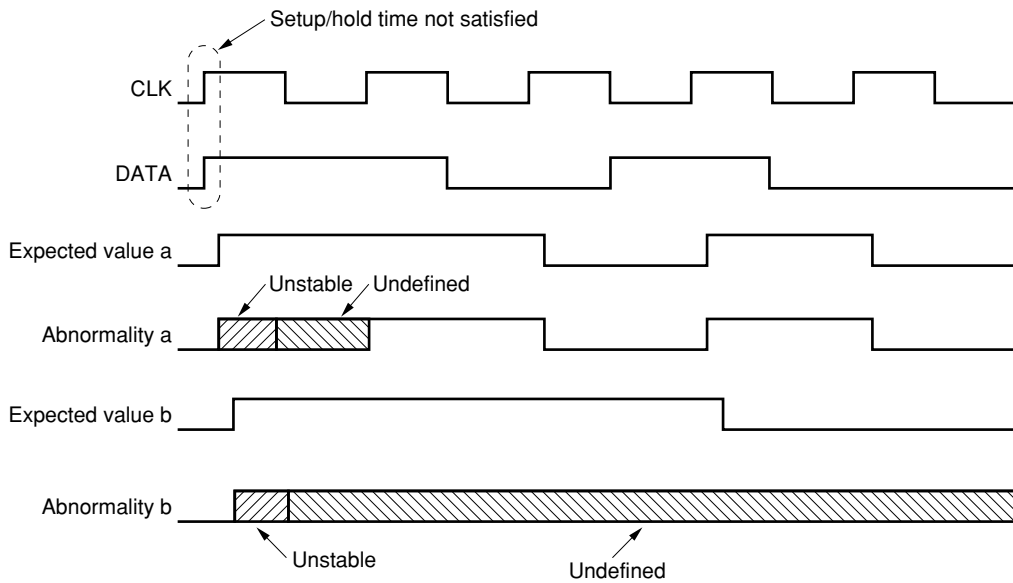 Setup/hold time not satisfied
CLK
DATA
Expected value a
Unstable
Undefined
Abnormality a
Expected value b
Abnormality b
Unstable
Undefined